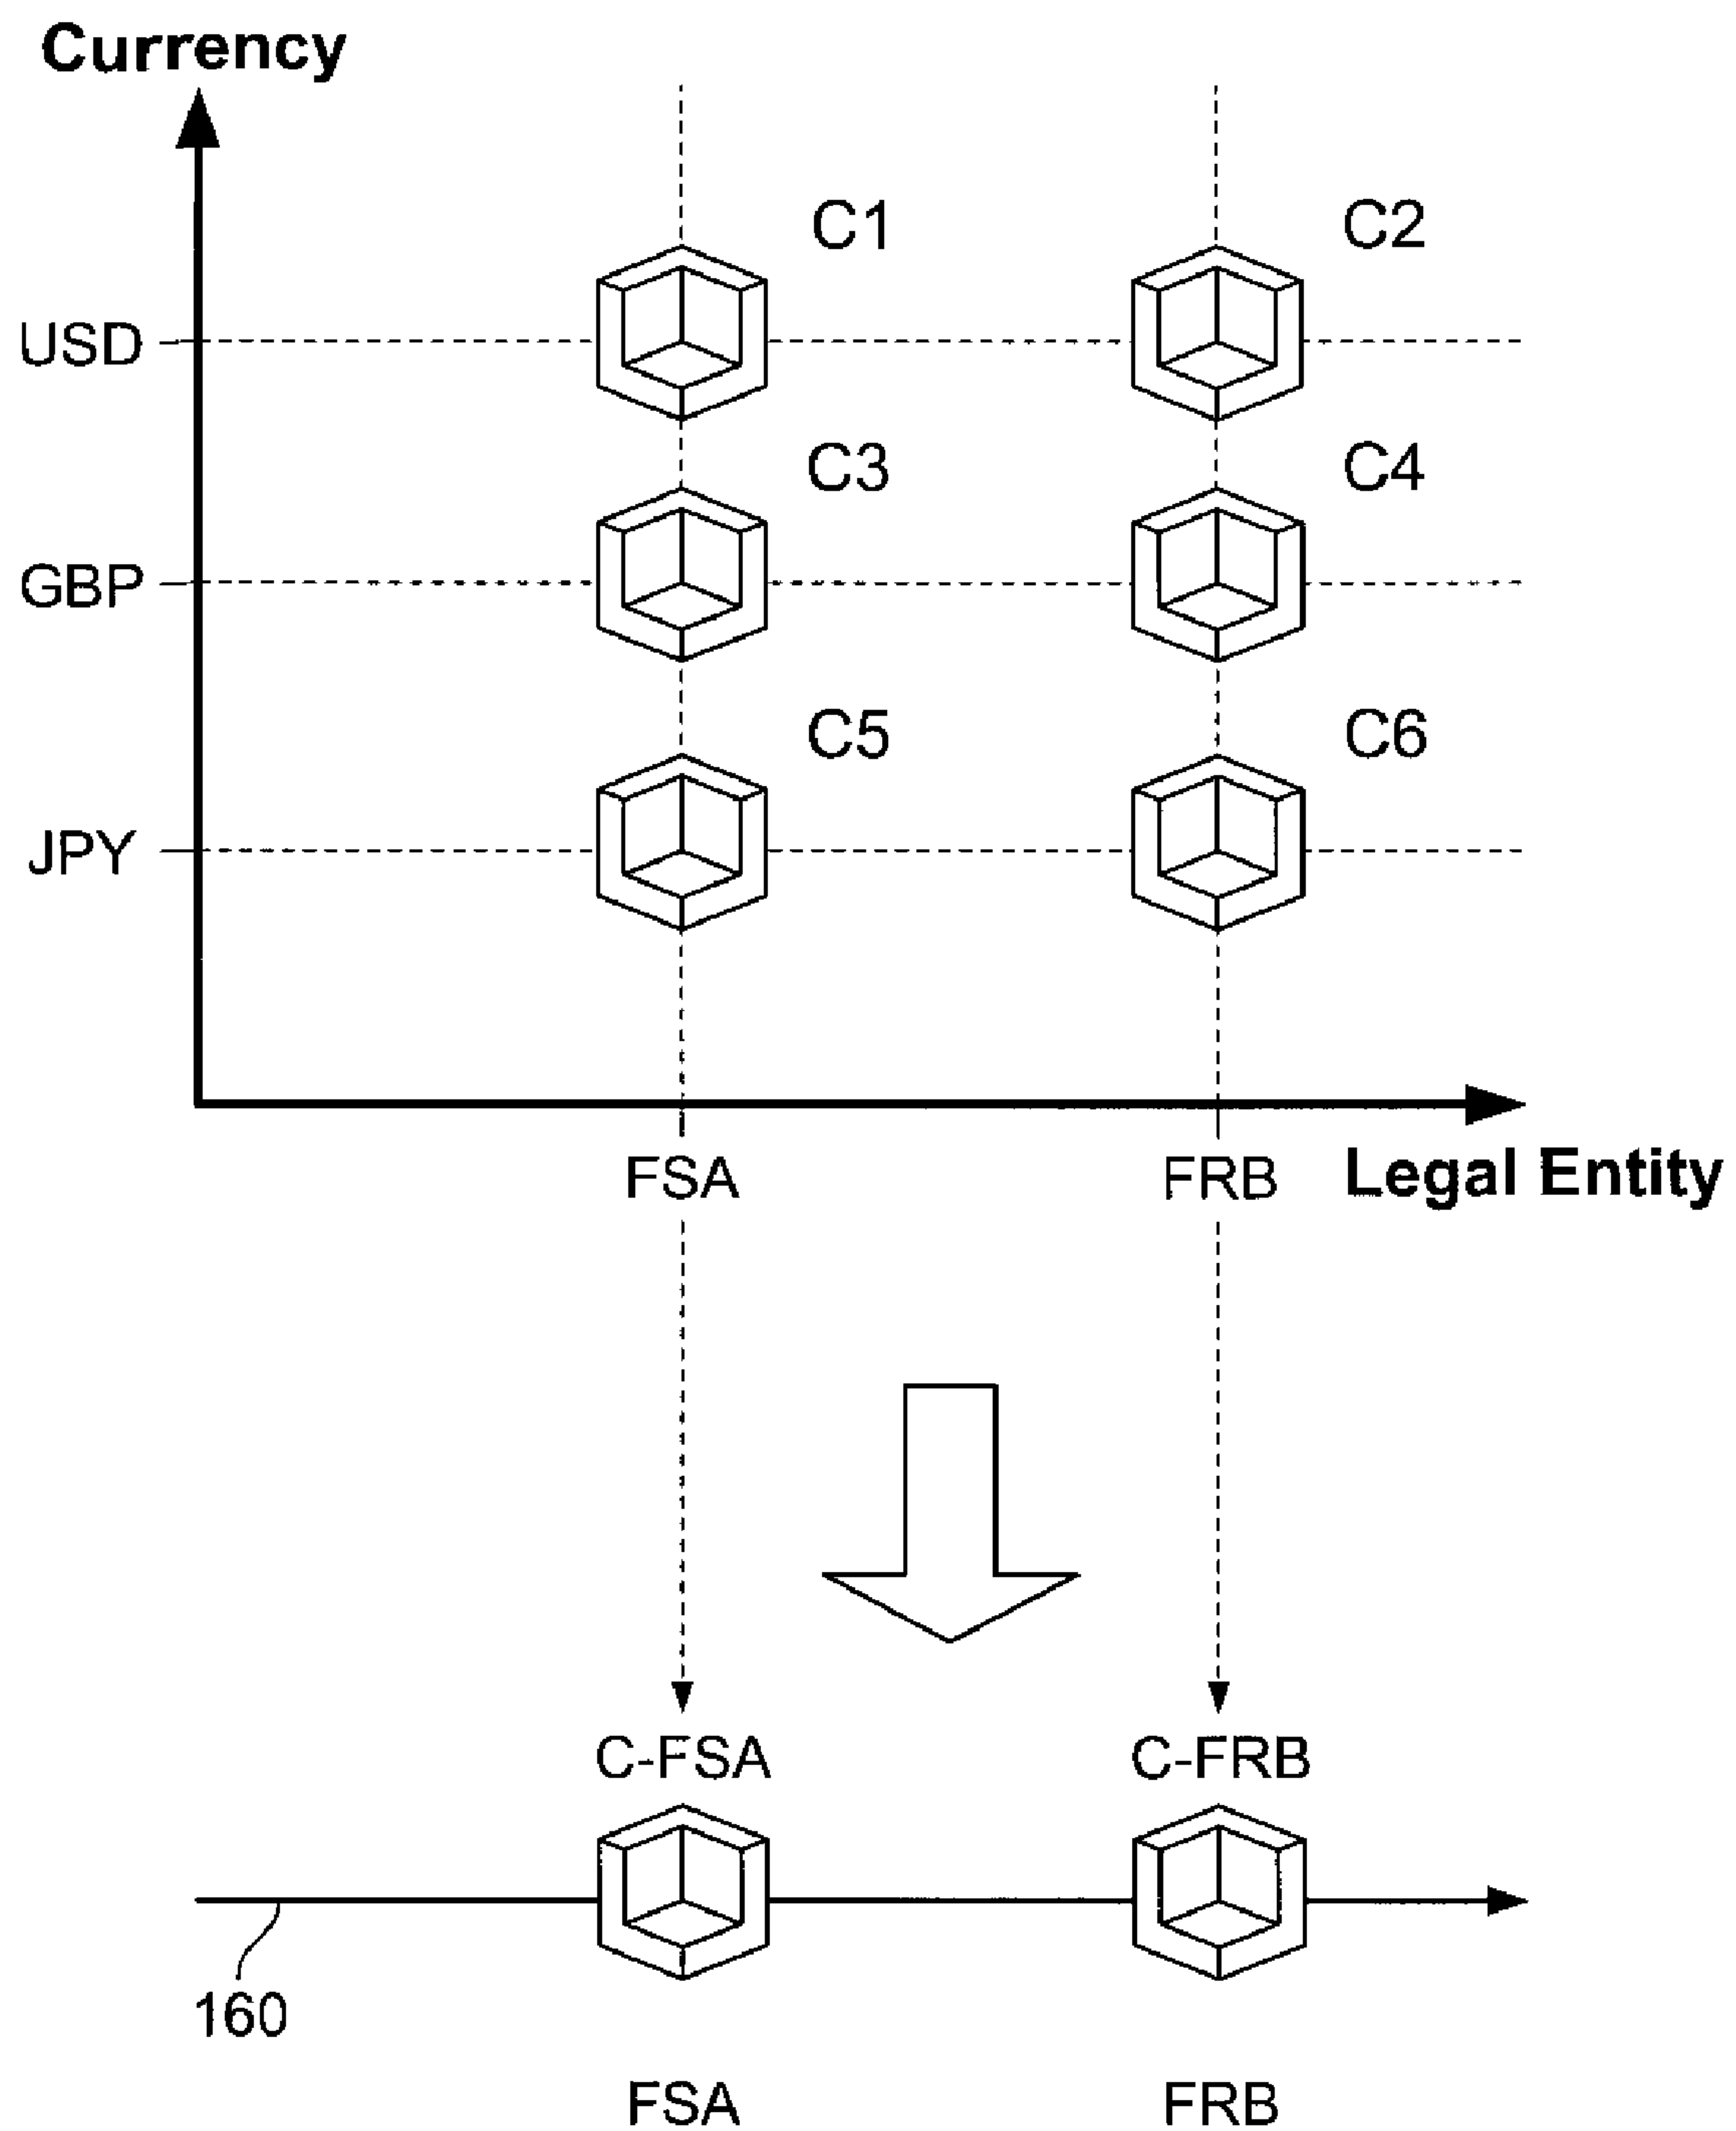 Currency
C1 C2
USD
C3 C4
GBP
C5 C6
JPY
FSA FRB Legal Entity
C-FSA C-FRB
160
FSA FRB